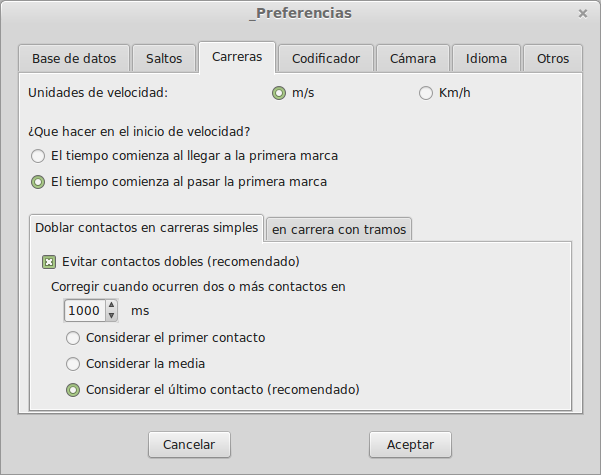 _Preferencias
Base de datos Saltos Carreras Codificador Cámara Idioma Otros
Unidades de velocidad: m/s Km/h
¿Que hacer en el inicio de velocidad?
El tiempo comienza al llegar a la primera marca
El tiempo comienza al pasar la primera marca
Doblar contactos en carreras simples en carrera con tramos
Evitar contactos dobles (recomendado)
Corregir cuando ocurren dos o más contactos en
1000 ms
Considerar el primer contacto
Considerar la media
Considerar el último contacto (recomendado)
Cancelar Aceptar